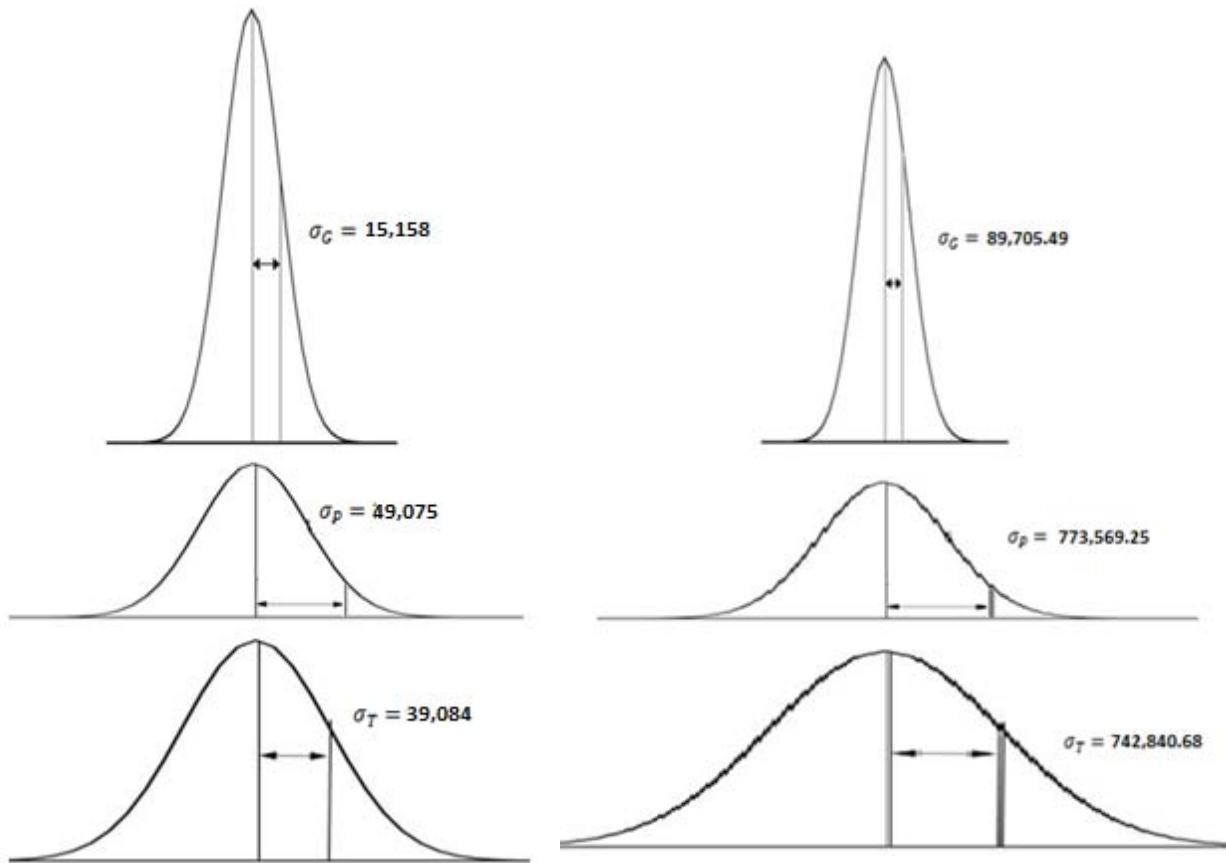 σ_G = 15,158
σ_G = 89,705.49
σ_P = 49,075
σ_P = 773,569.25
σ_T = 39,084
σ_T = 742,840.68